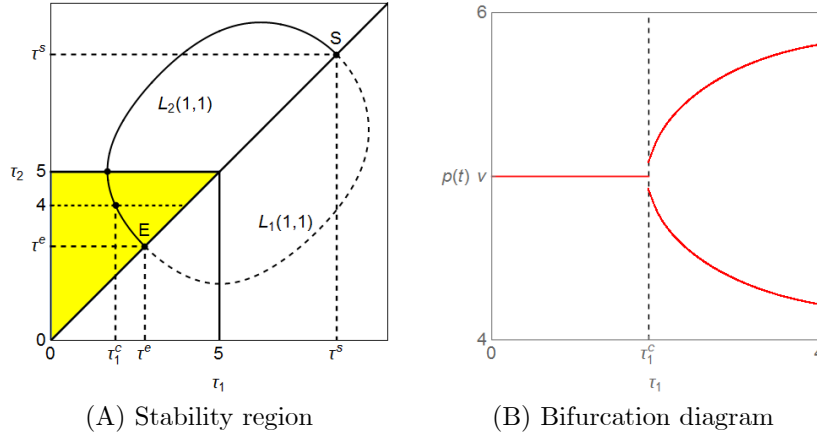 τ^s
S
L₂(1,1)
τ₂
5
4
E
L₁(1,1)
τ^e
0
0
τ₁^c
τ^e
5
τ^s
τ₁
(A) Stability region
6
p(t) v
4
0
τ₁^c
4
τ₁
(B) Bifurcation diagram